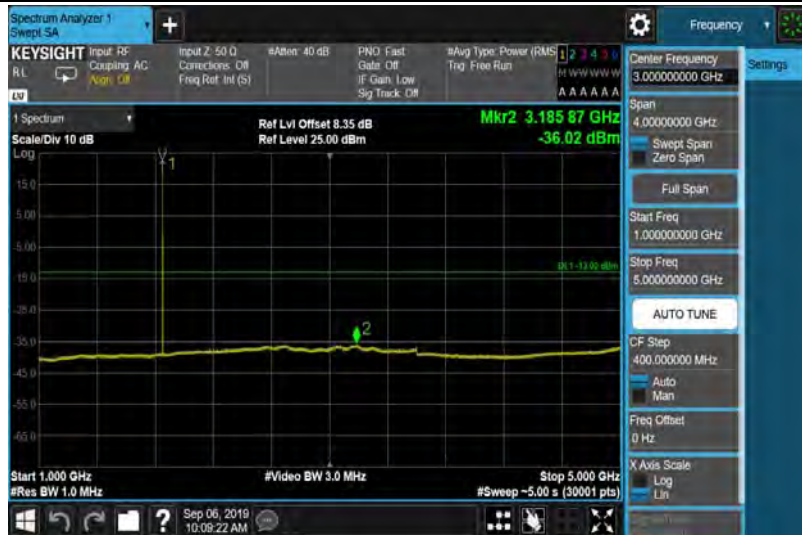 Spectrum Analyzer 1
Swept SA
+
Frequency
KEYSIGHT
Input: RF
Coupling: AC
Align: Off
Input Z: 50 Ω
Corrections: Off
Freq Ref: Int (S)
#Atten: 40 dB
PNO: Fast
Gate: Off
IF Gain: Low
Sig Track: Off
#Avg Type: Power (RMS
Trig: Free Run
1 2 3 4 5 6
M W W W W W
A A A A A A
RL
LXI
1 Spectrum
Scale/Div 10 dB
Ref Lvl Offset 8.35 dB
Ref Level 25.00 dBm
Mkr2 3.185 87 GHz
-36.02 dBm
Log
15.0
5.00
-5.00
-15.0
-25.0
-35.0
-45.0
-55.0
-65.0
1
2
DL1 -13.00 dBm
Start 1.000 GHz
#Res BW 1.0 MHz
#Video BW 3.0 MHz
Stop 5.000 GHz
#Sweep ~5.00 s (30001 pts)
Sep 06, 2019
10:09:22 AM
?
Center Frequency
3.000000000 GHz
Settings
Span
4.00000000 GHz
Swept Span
Zero Span
Full Span
Start Freq
1.000000000 GHz
Stop Freq
5.000000000 GHz
AUTO TUNE
CF Step
400.000000 MHz
Auto
Man
Freq Offset
0 Hz
X Axis Scale
Log
Lin